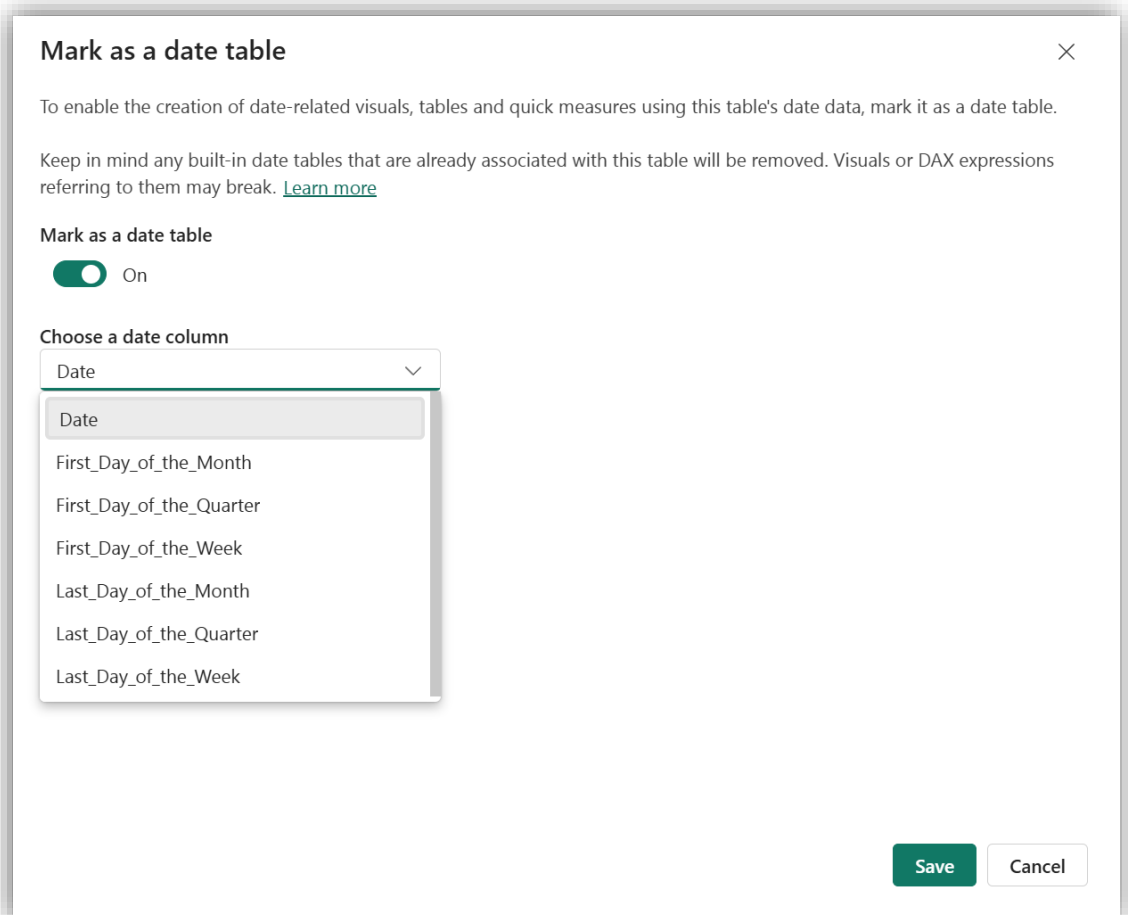 Mark as a date table
To enable the creation of date-related visuals, tables and quick measures using this table's date data, mark it as a date table.
Keep in mind any built-in date tables that are already associated with this table will be removed. Visuals or DAX expressions
referring to them may break. Learn more
Mark as a date table
On
Choose a date column
Date
Date
First_Day_of_the_Month
First_Day_of_the_Quarter
First_Day_of_the_Week
Last_Day_of_the_Month
Last_Day_of_the_Quarter
Last_Day_of_the_Week
Save Cancel